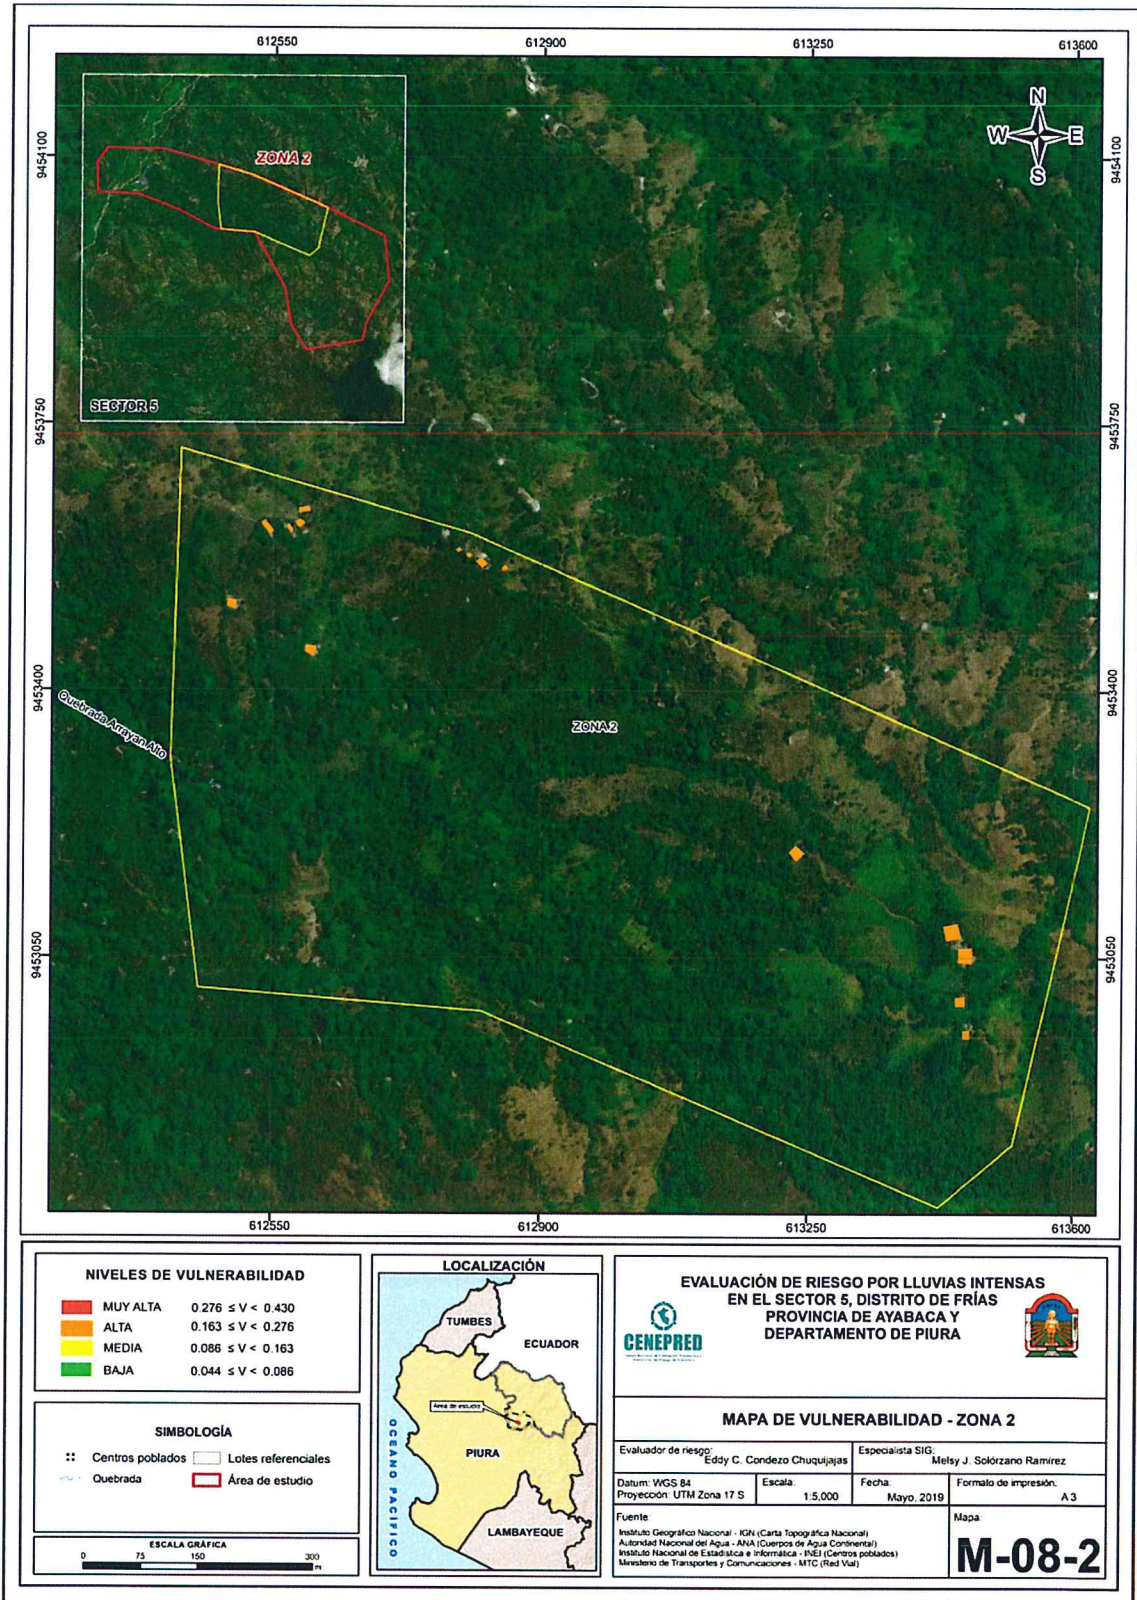 612550
612900
613250
613600
9454100
9454100
N
W
E
S
ZONA 2
SECTOR 5
9453750
9453750
9453400
9453400
Quebrada Arrayan Alto
ZONA 2
9453050
9453050
612550
612900
613250
613600
NIVELES DE VULNERABILIDAD
MUY ALTA 0.276 ≤ V < 0.430
ALTA 0.163 ≤ V < 0.276
MEDIA 0.086 ≤ V < 0.163
BAJA 0.044 ≤ V < 0.086
SIMBOLOGÍA
Centros poblados
Lotes referenciales
Quebrada
Área de estudio
ESCALA GRÁFICA
0 75 150 300
m
LOCALIZACIÓN
TUMBES
ECUADOR
Área de estudio
PIURA
OCEANO PACIFICO
LAMBAYEQUE
CENEPRED
EVALUACIÓN DE RIESGO POR LLUVIAS INTENSAS
EN EL SECTOR 5, DISTRITO DE FRÍAS
PROVINCIA DE AYABACA Y
DEPARTAMENTO DE PIURA
MAPA DE VULNERABILIDAD - ZONA 2
Evaluador de riesgo:
Eddy C. Condezo Chuquijajas
Especialista SIG:
Melsy J. Solórzano Ramírez
Datum: WGS 84
Proyección: UTM Zona 17 S
Escala:
1:5,000
Fecha:
Mayo, 2019
Formato de impresión:
A 3
Fuente:
Instituto Geográfico Nacional - IGN (Carta Topográfica Nacional)
Autoridad Nacional del Agua - ANA (Cuerpos de Agua Continental)
Instituto Nacional de Estadística e Informática - INEI (Centros poblados)
Ministerio de Transportes y Comunicaciones - MTC (Red Vial)
Mapa:
M-08-2